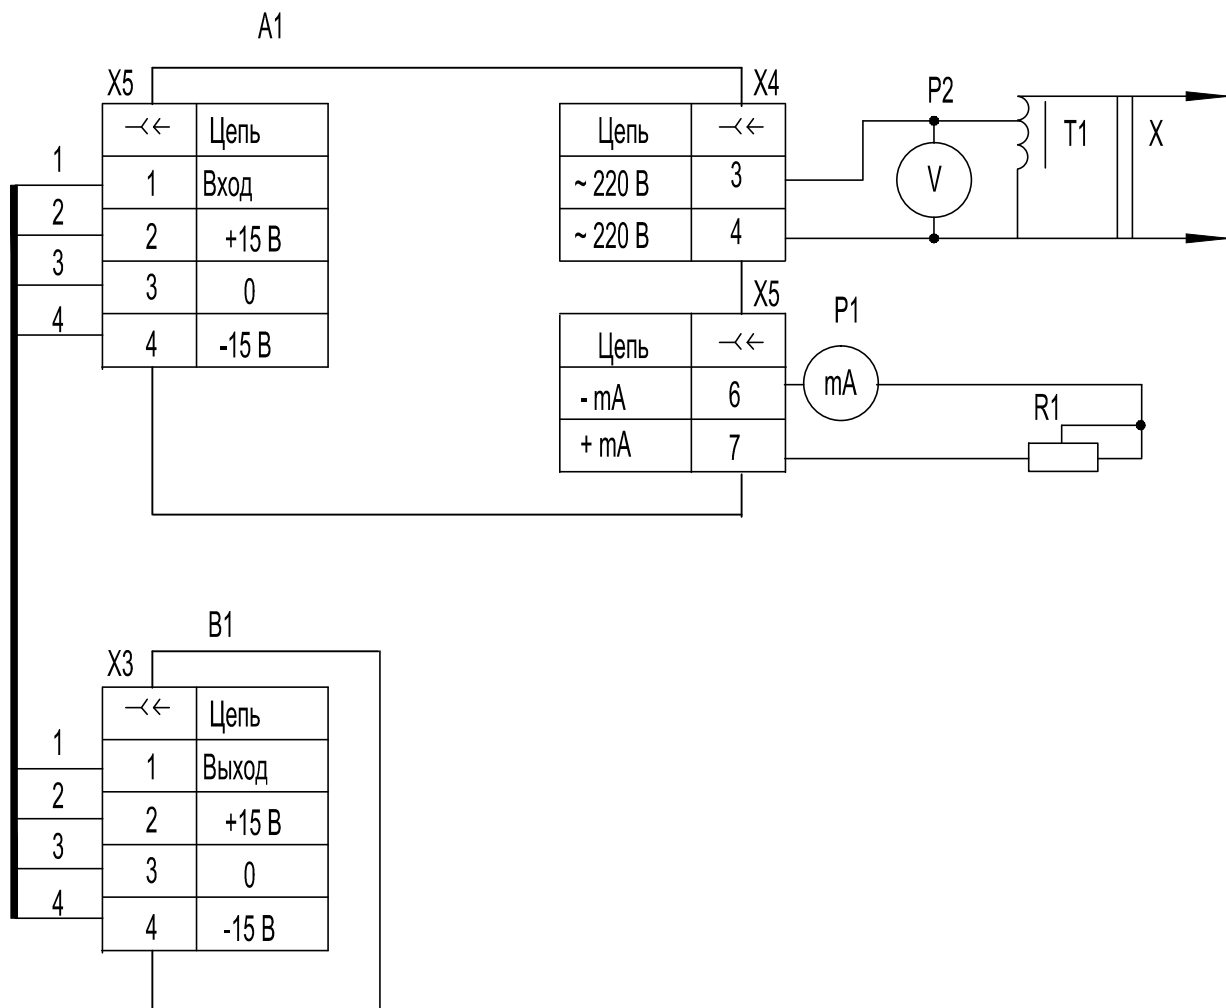 A1
X5
Цепь
1 1 Вход
2 2 +15 В
3 3 0
4 4 -15 В
X4
Цепь
~ 220 В 3
~ 220 В 4
P2
V
T1
X
X5
Цепь
- mA 6
+ mA 7
P1
mA
R1
B1
X3
Цепь
1 1 Выход
2 2 +15 В
3 3 0
4 4 -15 В